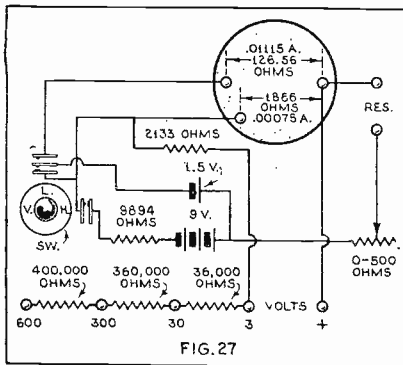 .01115 A.
126.56
OHMS
1866
OHMS
.00075 A.
RES.
2133 OHMS
1.5 V.
L.
V.
H.
SW.
9894
OHMS
9 V.
0-500
OHMS
400,000
OHMS
360,000
OHMS
36,000
OHMS
600
300
30
3
VOLTS
+
FIG.27